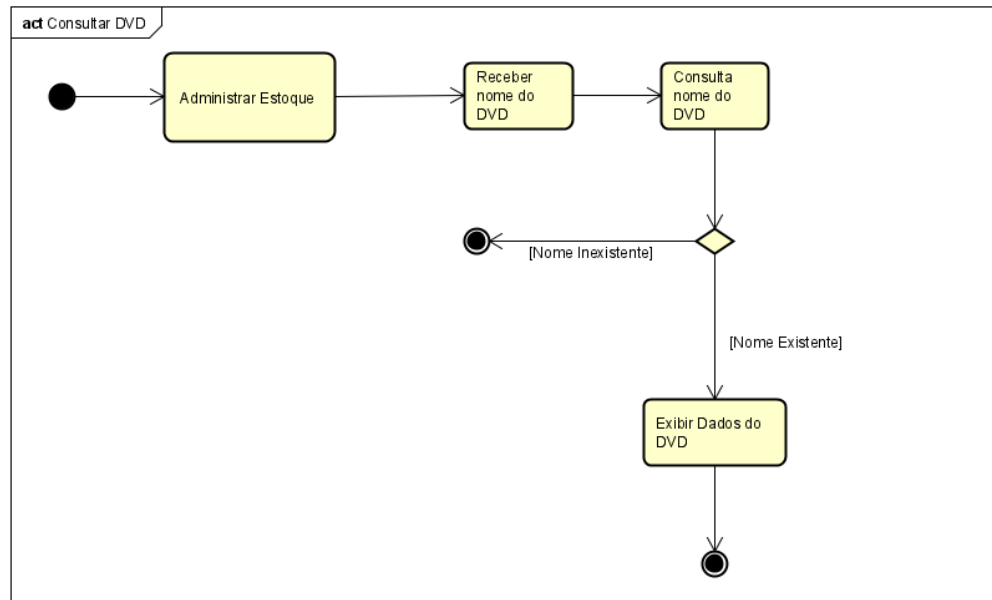 act Consultar DVD
Administrar Estoque
Receber
nome do
DVD
Consulta
nome do
DVD
[Nome Inexistente]
[Nome Existente]
Exibir Dados do
DVD